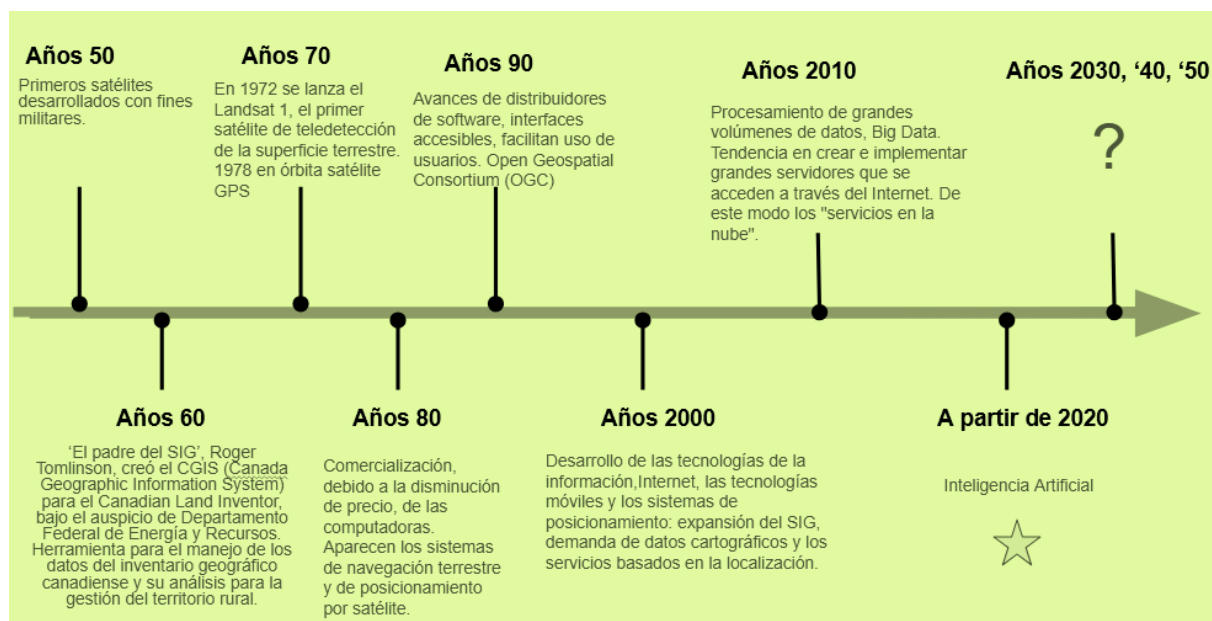 Años 50
Primeros satélites
desarrollados con fines
militares.
Años 60
‘El padre del SIG’, Roger
Tomlinson, creó el CGIS (Canada
Geographic Information System)
para el Canadian Land Inventor,
bajo el auspicio de Departamento
Federal de Energía y Recursos.
Herramienta para el manejo de los
datos del inventario geográfico
canadiense y su análisis para la
gestión del territorio rural.
Años 70
En 1972 se lanza el
Landsat 1, el primer
satélite de teledetección
de la superficie terrestre.
1978 en órbita satélite
GPS
Años 80
Comercialización,
debido a la disminución
de precio, de las
computadoras.
Aparecen los sistemas
de navegación terrestre
y de posicionamiento
por satélite.
Años 90
Avances de distribuidores
de software, interfaces
accesibles, facilitan uso de
usuarios. Open Geospatial
Consortium (OGC)
Años 2000
Desarrollo de las tecnologías de la
información,Internet, las tecnologías
móviles y los sistemas de
posicionamiento: expansión del SIG,
demanda de datos cartográficos y los
servicios basados en la localización.
Años 2010
Procesamiento de grandes
volúmenes de datos, Big Data.
Tendencia en crear e implementar
grandes servidores que se
acceden a través del Internet. De
este modo los "servicios en la
nube".
A partir de 2020
Inteligencia Artificial
Años 2030, ‘40, ‘50
?